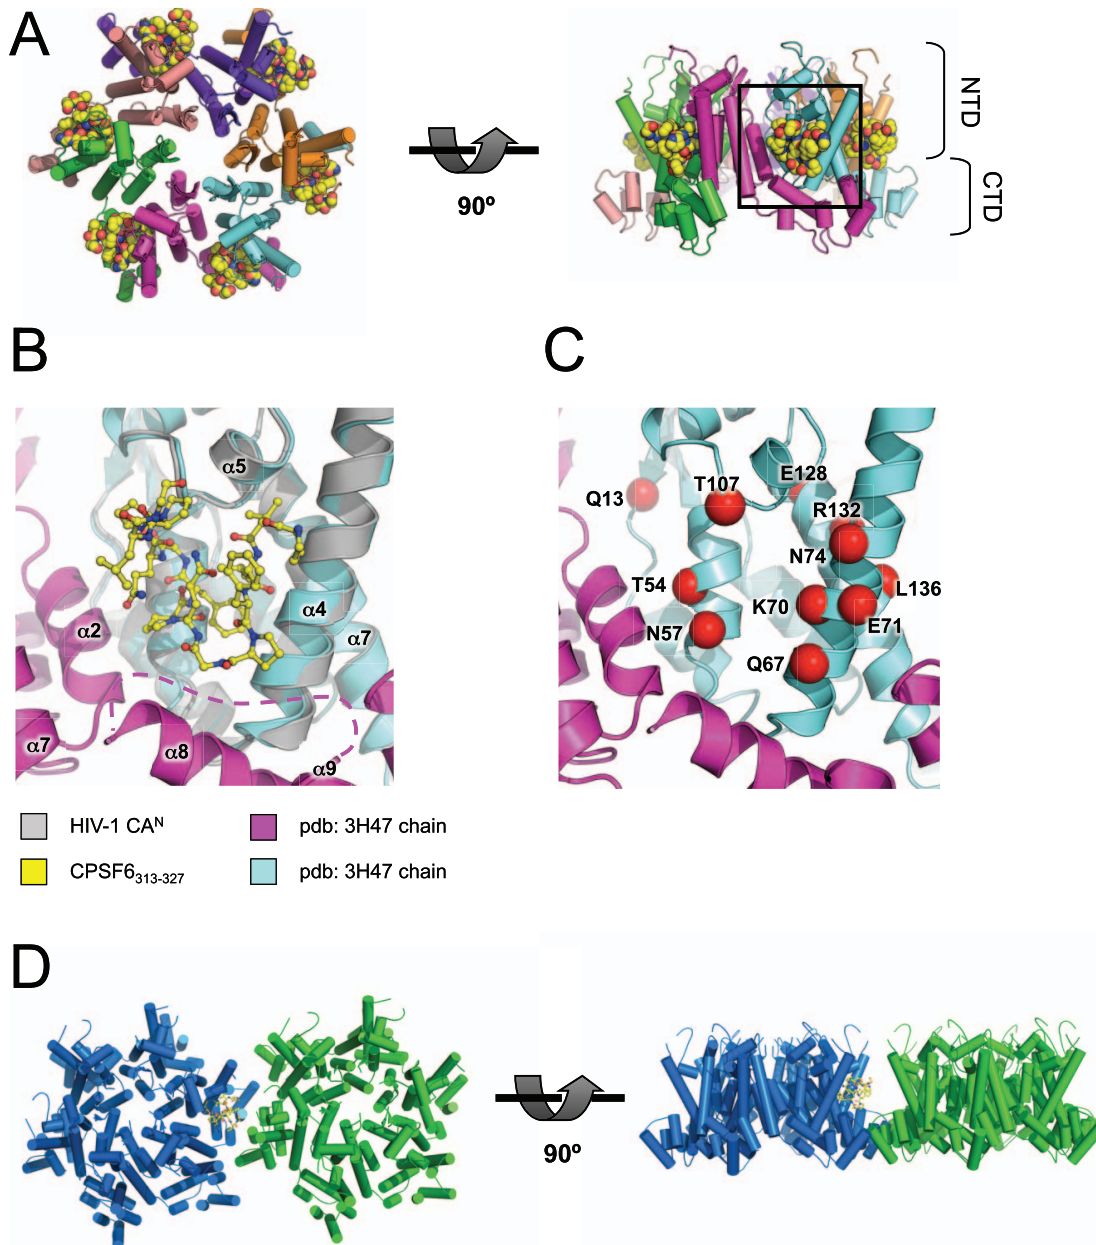 A
90º
NTD
CTD
B
α5
α4
α2
α7
α7
α8
α9
C
E128
T107
Q13
R132
N74
T54
K70
L136
N57
E71
Q67
HIV-1 CAᴺ
pdb: 3H47 chain
CPSF6₃₁₃₋₃₂₇
pdb: 3H47 chain
D
90º